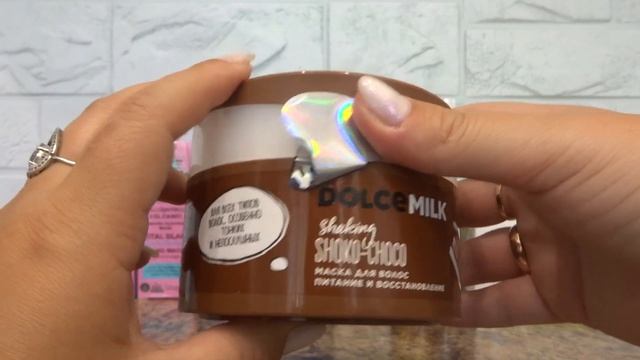 ДЛЯ ВСЕХ ТИПОВ
ВОЛОС, ОСОБЕННО
ТОНКИХ
И НЕПОСЛУШНЫХ
DOLCE MILK
Shaking
SHOKO-CHOCO
МАСКА ДЛЯ ВОЛОС
ПИТАНИЕ И ВОССТАНОВЛЕНИЕ